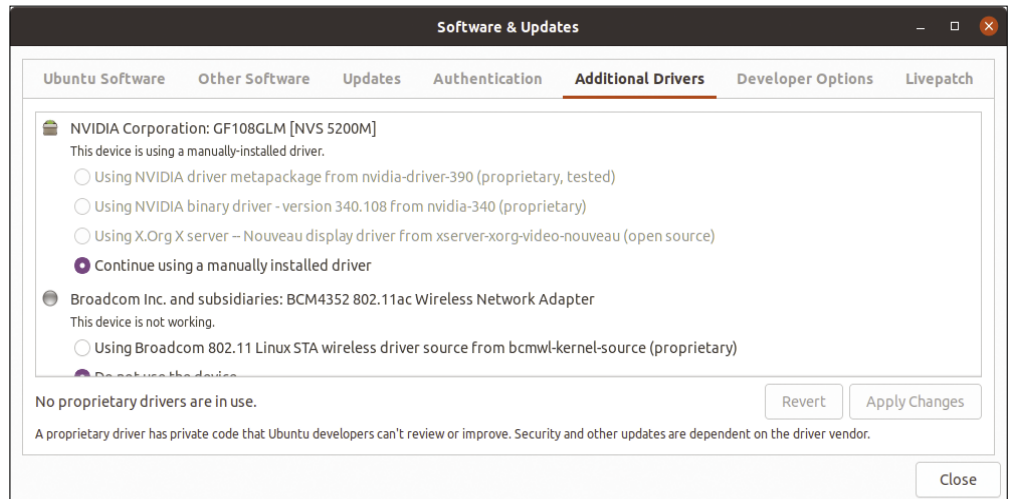 Software & Updates
Ubuntu Software Other Software Updates Authentication Additional Drivers Developer Options Livepatch
NVIDIA Corporation: GF108GLM [NVS 5200M]
This device is using a manually-installed driver.
Using NVIDIA driver metapackage from nvidia-driver-390 (proprietary, tested)
Using NVIDIA binary driver - version 340.108 from nvidia-340 (proprietary)
Using X.Org X server -- Nouveau display driver from xserver-xorg-video-nouveau (open source)
Continue using a manually installed driver
Broadcom Inc. and subsidiaries: BCM4352 802.11ac Wireless Network Adapter
This device is not working.
Using Broadcom 802.11 Linux STA wireless driver source from bcmwl-kernel-source (proprietary)
Do not use the device
No proprietary drivers are in use.
Revert Apply Changes
A proprietary driver has private code that Ubuntu developers can't review or improve. Security and other updates are dependent on the driver vendor.
Close